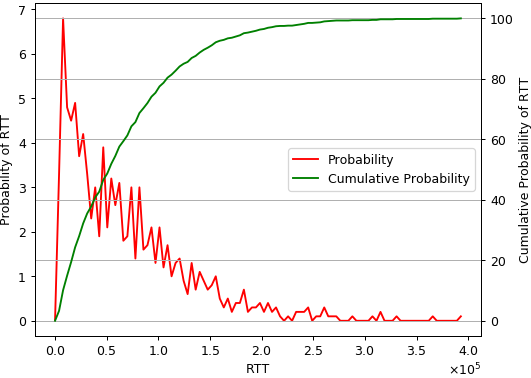 7
6
5
4
3
2
1
0
Probability of RTT
100
80
60
40
20
0
Cumulative Probability of RTT
Probability
Cumulative Probability
0.0 0.5 1.0 1.5 2.0 2.5 3.0 3.5 4.0
RTT
×10⁵